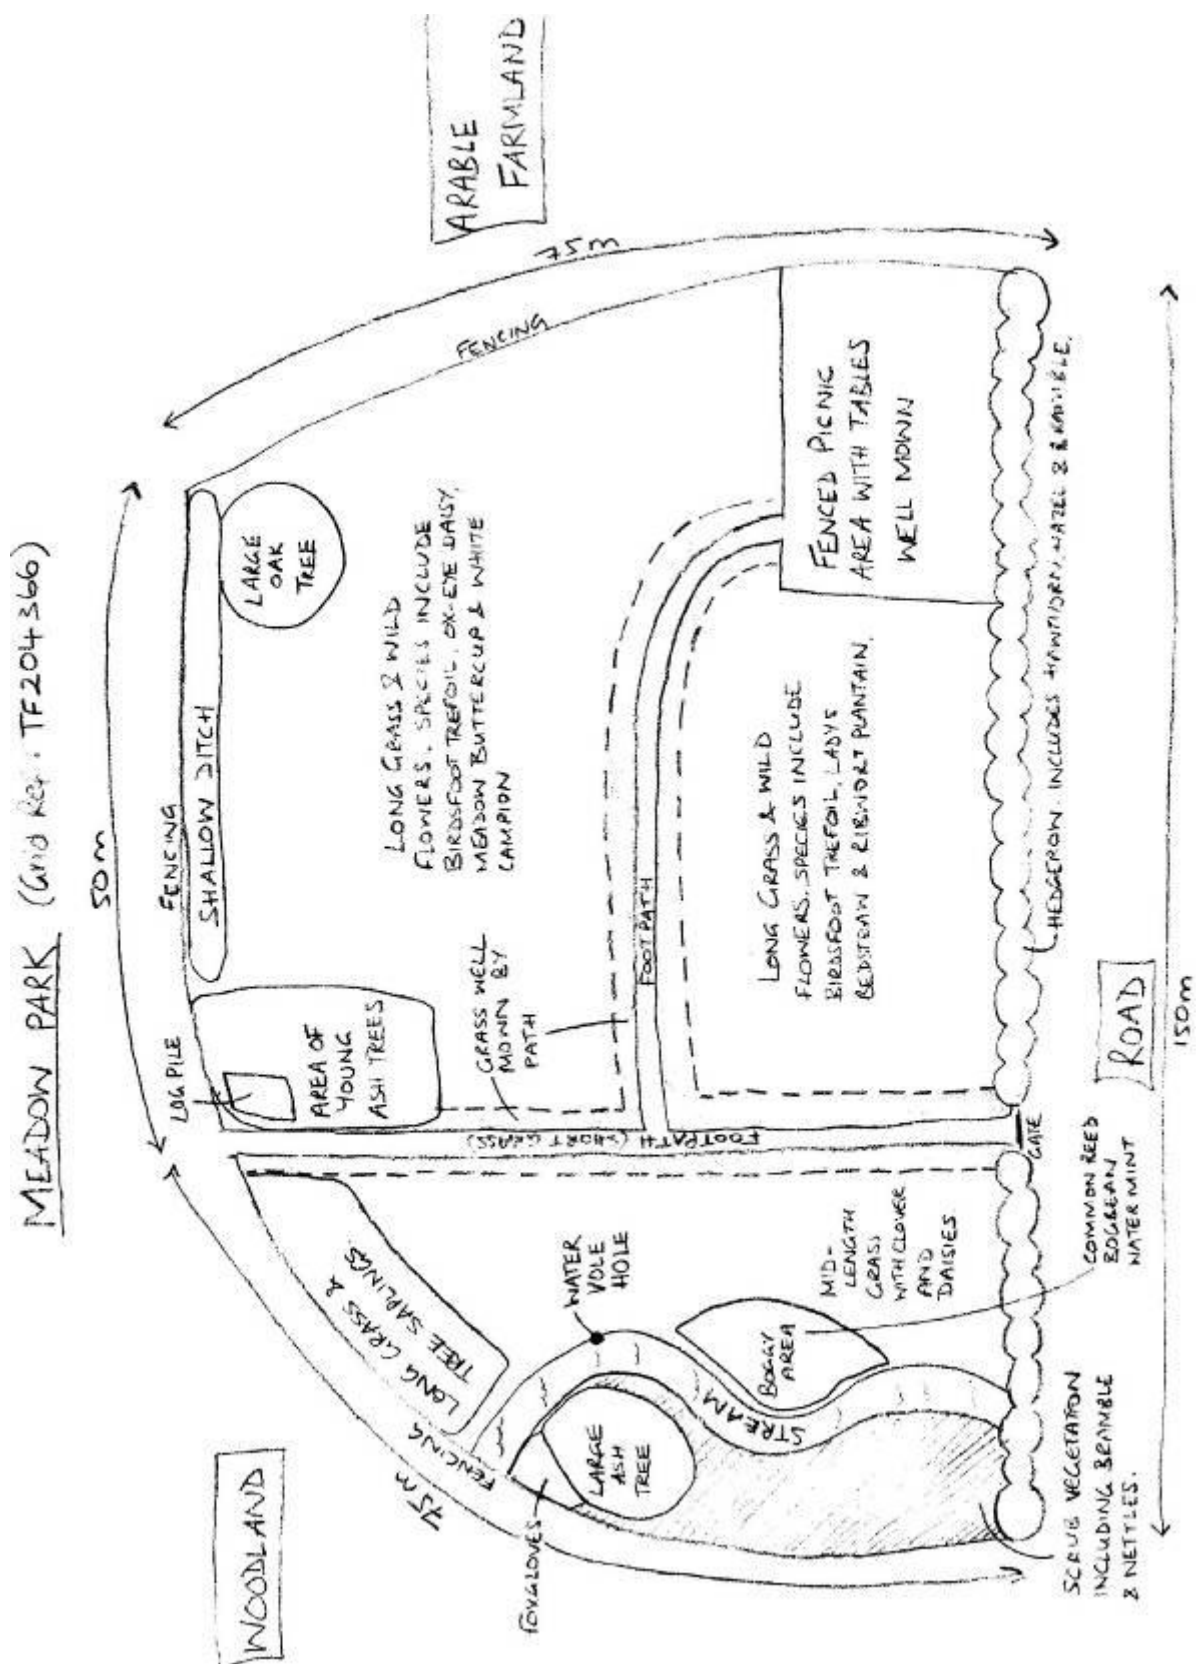 MEADOW PARK (Grid Ref: TF204366)
50m
FENCING
SHALLOW DITCH
LOG PILE
AREA OF
YOUNG
ASH TREES
LARGE
OAK
TREE
WOODLAND
75m
FENCING
LONG GRASS &
TREE SAPLINGS
FOXGLOVES
LARGE
ASH
TREE
WATER
VOLE
HOLE
STREAM
BOGGY
AREA
MID-
LENGTH
GRASS
WITH CLOVER
AND
DAISIES
FOOTPATH (SHORT GRASS)
GRASS WELL
MOWN BY
PATH
FOOTPATH
LONG GRASS & WILD
FLOWERS. SPECIES INCLUDE
BIRDSFOOT TREFOIL, OX-EYE DAISY,
MEADOW BUTTERCUP & WHITE
CAMPION
FENCING
75m
ARABLE
FARMLAND
LONG GRASS & WILD
FLOWERS. SPECIES INCLUDE
BIRDSFOOT TREFOIL, LADYS
BEDSTRAW & RIBWORT PLANTAIN.
FENCED PICNIC
AREA WITH TABLES
WELL MOWN
GATE
HEDGEROW. INCLUDES HAWTHORN, HAZEL & BRAMBLE.
SCRUB VEGETATION
INCLUDING BRAMBLE
& NETTLES.
COMMON REED
BOGBEAN
WATER MINT
ROAD
150m